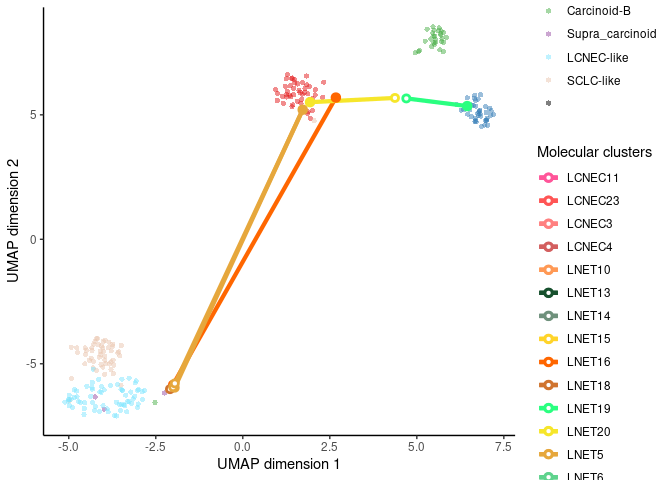 Carcinoid-B
Supra_carcinoid
LCNEC-like
SCLC-like
Molecular clusters
LCNEC11
LCNEC23
LCNEC3
LCNEC4
LNET10
LNET13
LNET14
LNET15
LNET16
LNET18
LNET19
LNET20
LNET5
LNET6
UMAP dimension 2
5
0
-5
-5.0
-2.5
0.0
2.5
5.0
7.5
UMAP dimension 1